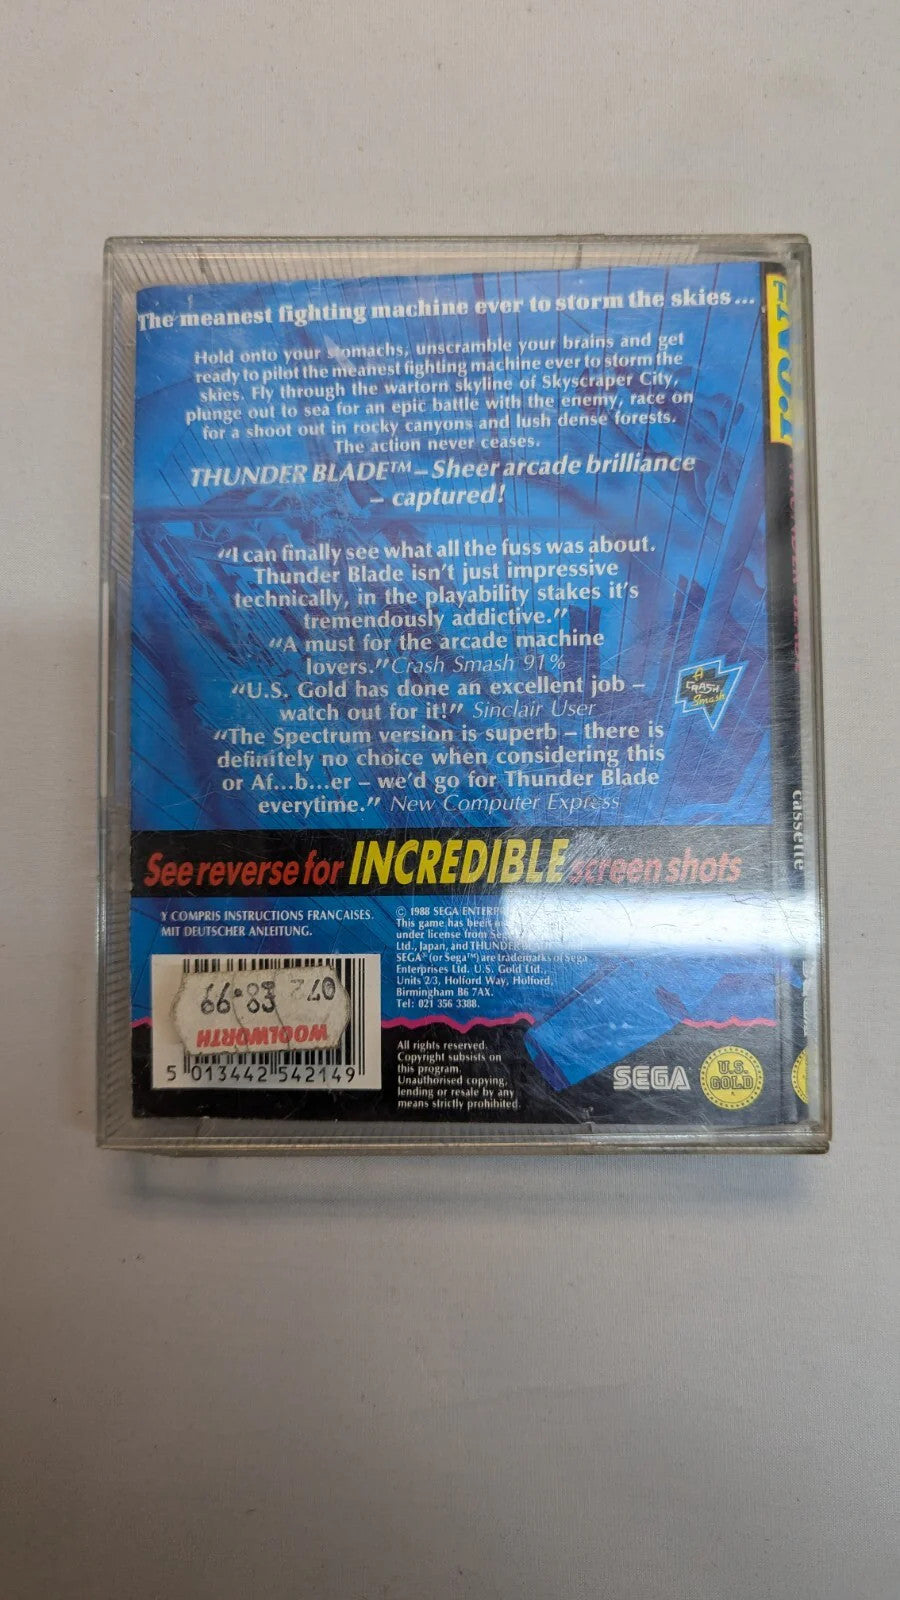 The meanest fighting machine ever to storm the skies...
Hold onto your stomachs, unscramble your brains and get
ready to pilot the meanest fighting machine ever to storm the
skies. Fly through the wartorn skyline of Skyscraper City,
plunge out to sea for an epic battle with the enemy, race on
for a shoot out in rocky canyons and lush dense forests.
The action never ceases.
THUNDER BLADE™ – Sheer arcade brilliance
– captured!
“I can finally see what all the fuss was about.
Thunder Blade isn't just impressive
technically, in the playability stakes it's
tremendously addictive.”
“A must for the arcade machine
lovers.” Crash Smash 91%
“U.S. Gold has done an excellent job –
watch out for it!” Sinclair User
“The Spectrum version is superb – there is
definitely no choice when considering this
or Af...b...er – we'd go for Thunder Blade
everytime.” New Computer Express
A
CRASH
Smash
See reverse for INCREDIBLE screen shots
Y COMPRIS INSTRUCTIONS FRANCAISES.
MIT DEUTSCHER ANLEITUNG.
© 1988 SEGA
This game has been
under license from
Ltd., Japan, and THUNDERBLADE
SEGA® (or Sega™) are trademarks of Sega
Enterprises Ltd. U.S. Gold Ltd.,
Units 2/3, Holford Way, Holford,
Birmingham B6 7AX.
Tel: 021 356 3388.
All rights reserved.
Copyright subsists on
this program.
Unauthorised copying,
lending or resale by any
means strictly prohibited.
WOOLWORTH
5 013442 542149
SEGA
U.S.
GOLD
cassette